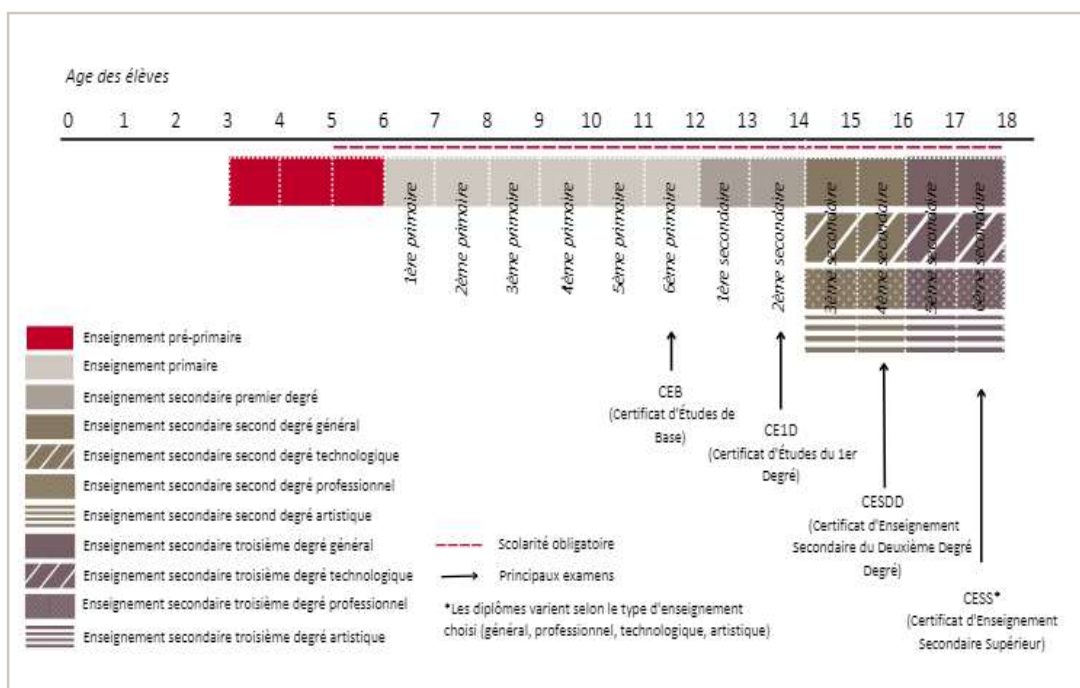 Age des élèves
0 1 2 3 4 5 6 7 8 9 10 11 12 13 14 15 16 17 18
1ère primaire
2ème primaire
3ème primaire
4ème primaire
5ème primaire
6ème primaire
1ère secondaire
2ème secondaire
3ème secondaire
4ème secondaire
5ème secondaire
6ème secondaire
Enseignement pré-primaire
Enseignement primaire
Enseignement secondaire premier degré
Enseignement secondaire second degré général
Enseignement secondaire second degré technologique
Enseignement secondaire second degré professionnel
Enseignement secondaire second degré artistique
Enseignement secondaire troisième degré général
Enseignement secondaire troisième degré technologique
Enseignement secondaire troisième degré professionnel
Enseignement secondaire troisième degré artistique
CEB
(Certificat d'Études de
Base)
CE1D
(Certificat d'Études du 1er
Degré)
CESDD
(Certificat d'Enseignement
Secondaire du Deuxième Degré
Degré)
CESS*
(Certificat d'Enseignement
Secondaire Supérieur)
Scolarité obligatoire
Principaux examens
*Les diplômes varient selon le type d'enseignement
choisi (général, professionnel, technologique, artistique)